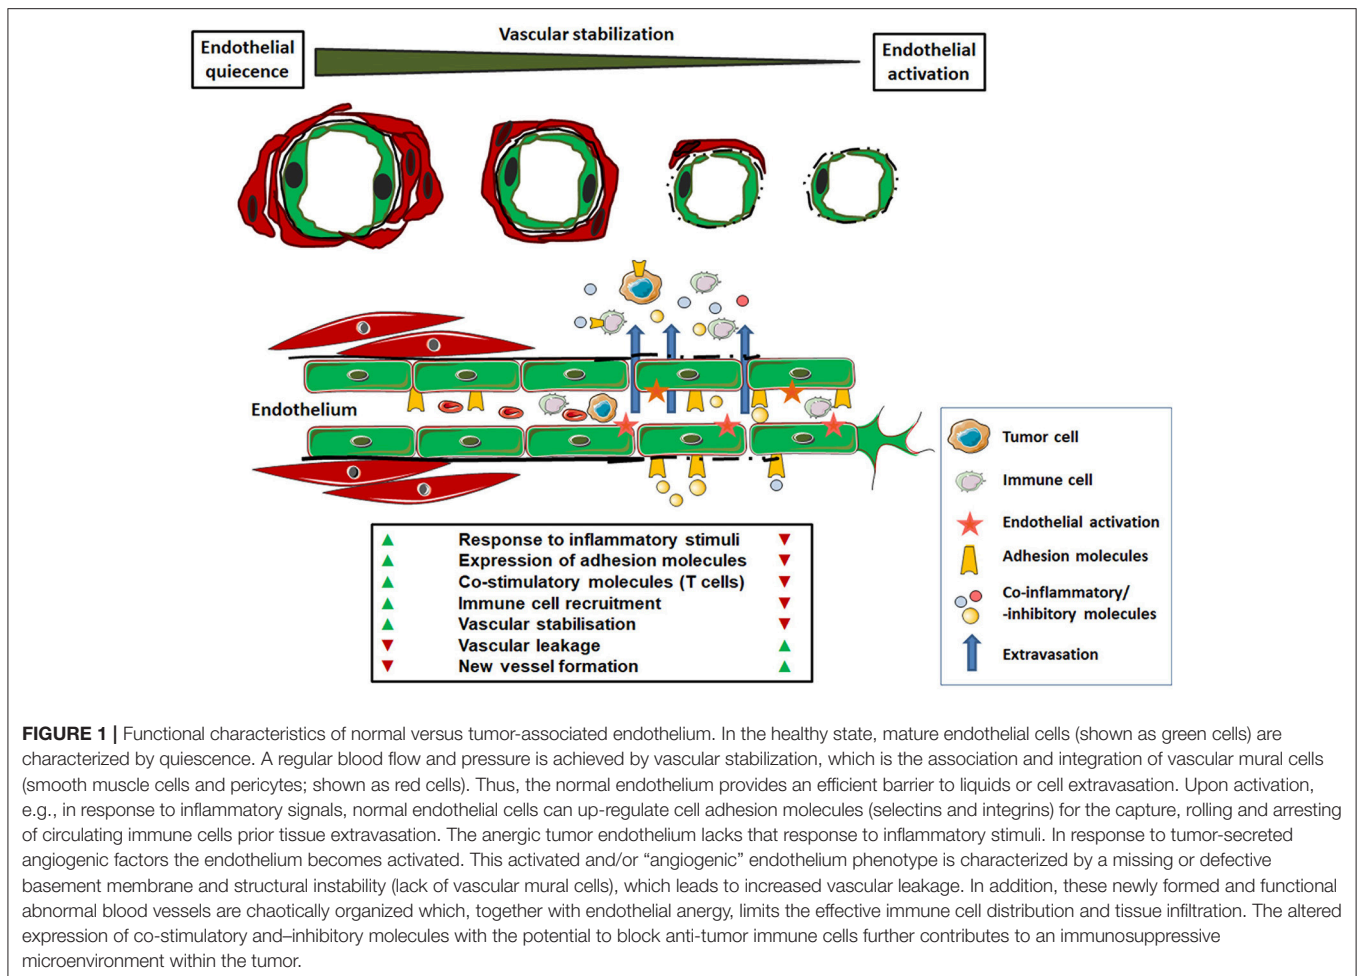 Vascular stabilization
Endothelial
quiecence
Endothelial
activation
Endothelium
Response to inflammatory stimuli
Expression of adhesion molecules
Co-stimulatory molecules (T cells)
Immune cell recruitment
Vascular stabilisation
Vascular leakage
New vessel formation
Tumor cell
Immune cell
Endothelial activation
Adhesion molecules
Co-inflammatory/
-inhibitory molecules
Extravasation
FIGURE 1 | Functional characteristics of normal versus tumor-associated endothelium. In the healthy state, mature endothelial cells (shown as green cells) are
characterized by quiescence. A regular blood flow and pressure is achieved by vascular stabilization, which is the association and integration of vascular mural cells
(smooth muscle cells and pericytes; shown as red cells). Thus, the normal endothelium provides an efficient barrier to liquids or cell extravasation. Upon activation,
e.g., in response to inflammatory signals, normal endothelial cells can up-regulate cell adhesion molecules (selectins and integrins) for the capture, rolling and arresting
of circulating immune cells prior tissue extravasation. The anergic tumor endothelium lacks that response to inflammatory stimuli. In response to tumor-secreted
angiogenic factors the endothelium becomes activated. This activated and/or “angiogenic” endothelium phenotype is characterized by a missing or defective
basement membrane and structural instability (lack of vascular mural cells), which leads to increased vascular leakage. In addition, these newly formed and functional
abnormal blood vessels are chaotically organized which, together with endothelial anergy, limits the effective immune cell distribution and tissue infiltration. The altered
expression of co-stimulatory and–inhibitory molecules with the potential to block anti-tumor immune cells further contributes to an immunosuppressive
microenvironment within the tumor.